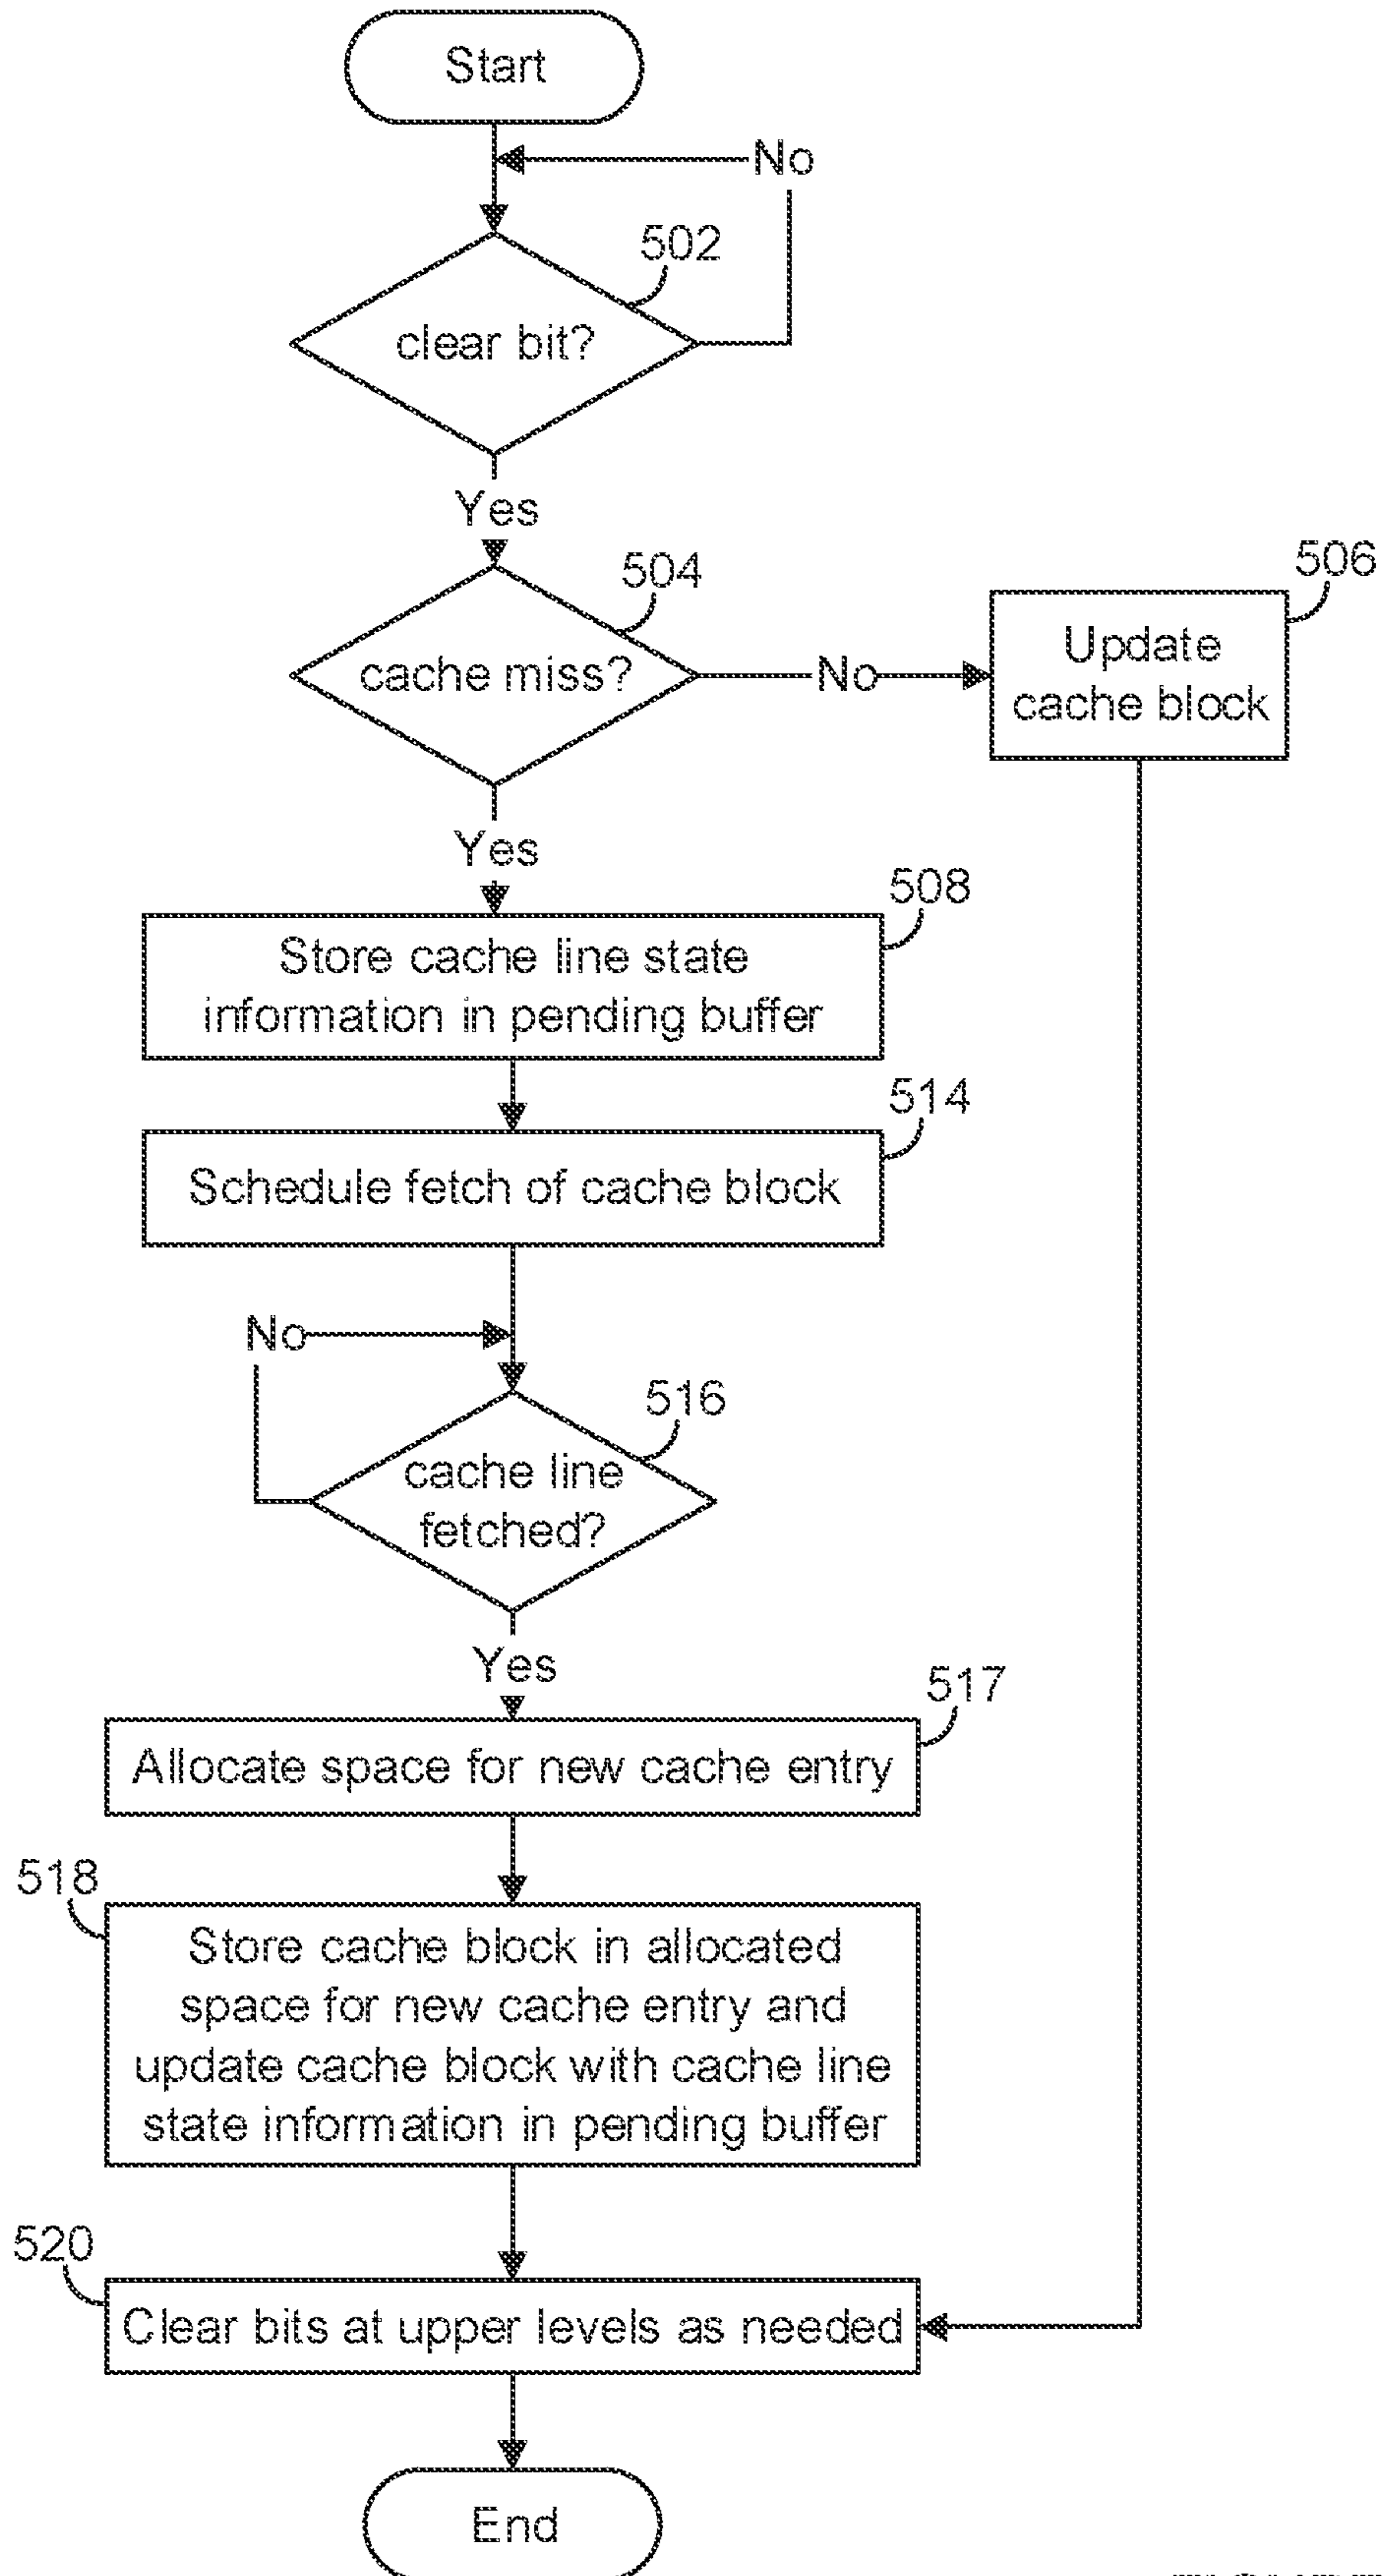 Start
No
502
clear bit?
Yes
504
cache miss?
No
506
Update
cache block
Yes
508
Store cache line state
information in pending buffer
514
Schedule fetch of cache block
No
516
cache line
fetched?
Yes
517
Allocate space for new cache entry
518
Store cache block in allocated
space for new cache entry and
update cache block with cache line
state information in pending buffer
520
Clear bits at upper levels as needed
End